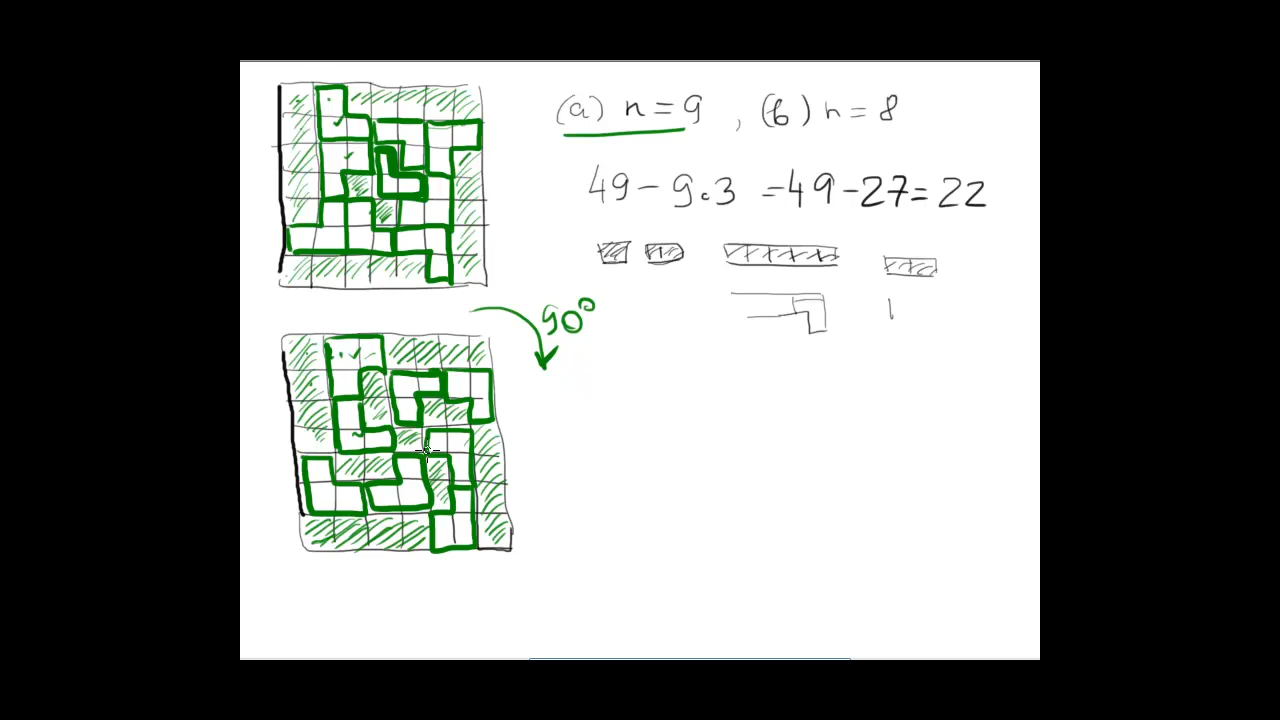 (a) n = 9 , (б) n = 8
49 - 9.3 = 49 - 27 = 22
90°